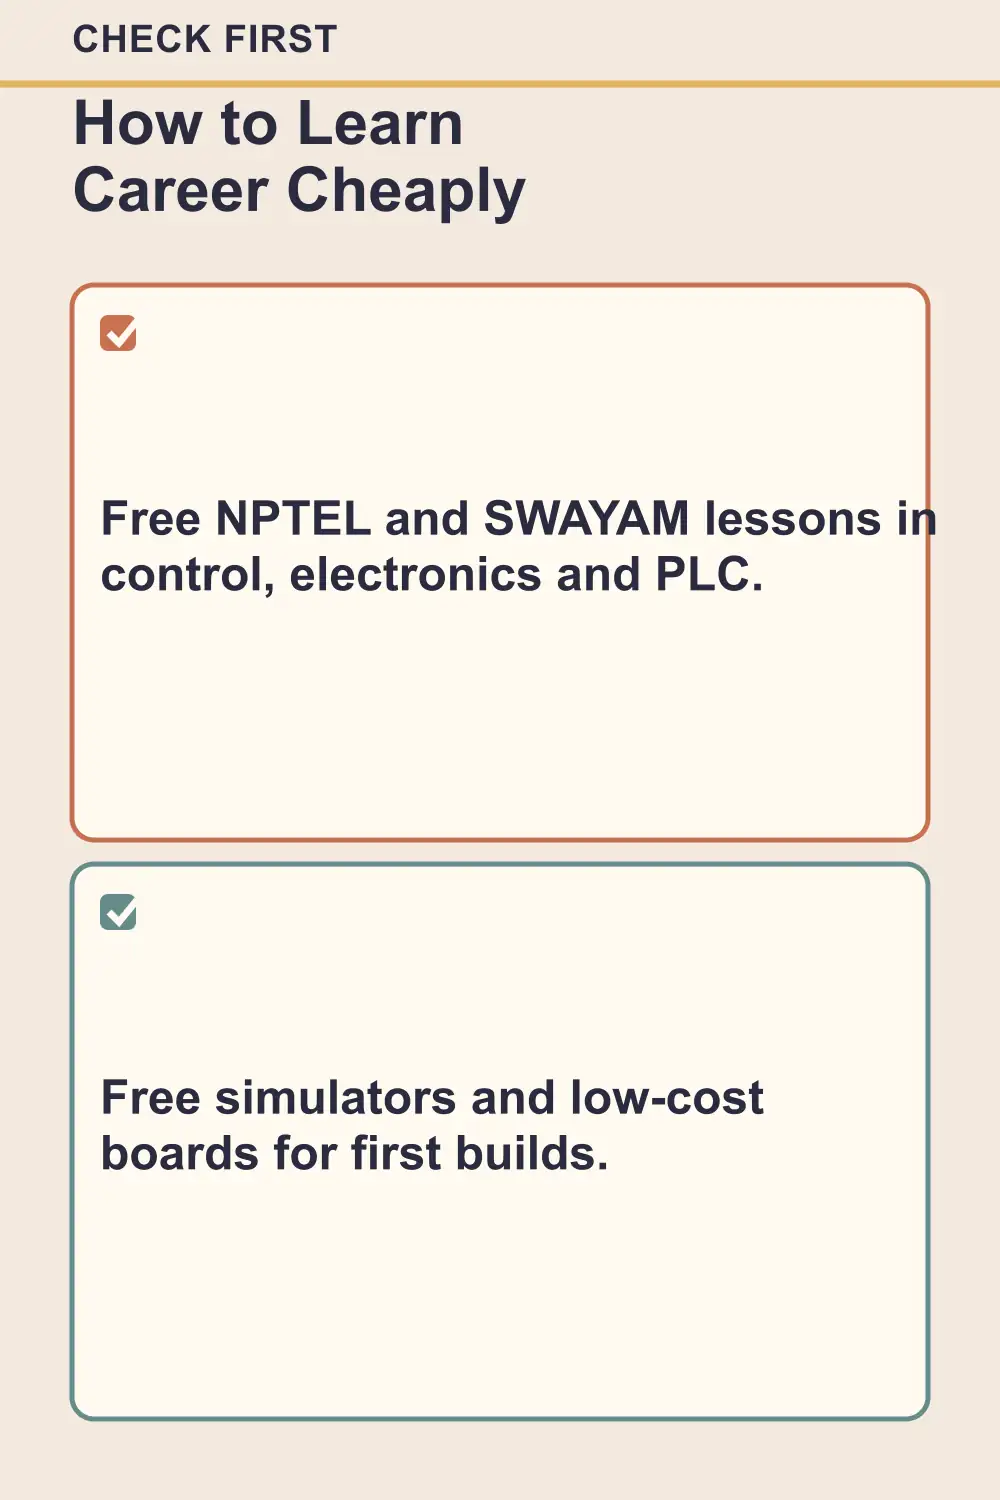 CHECK FIRST
How to Learn
Career Cheaply
Free NPTEL and SWAYAM lessons in
control, electronics and PLC.
Free simulators and low-cost
boards for first builds.